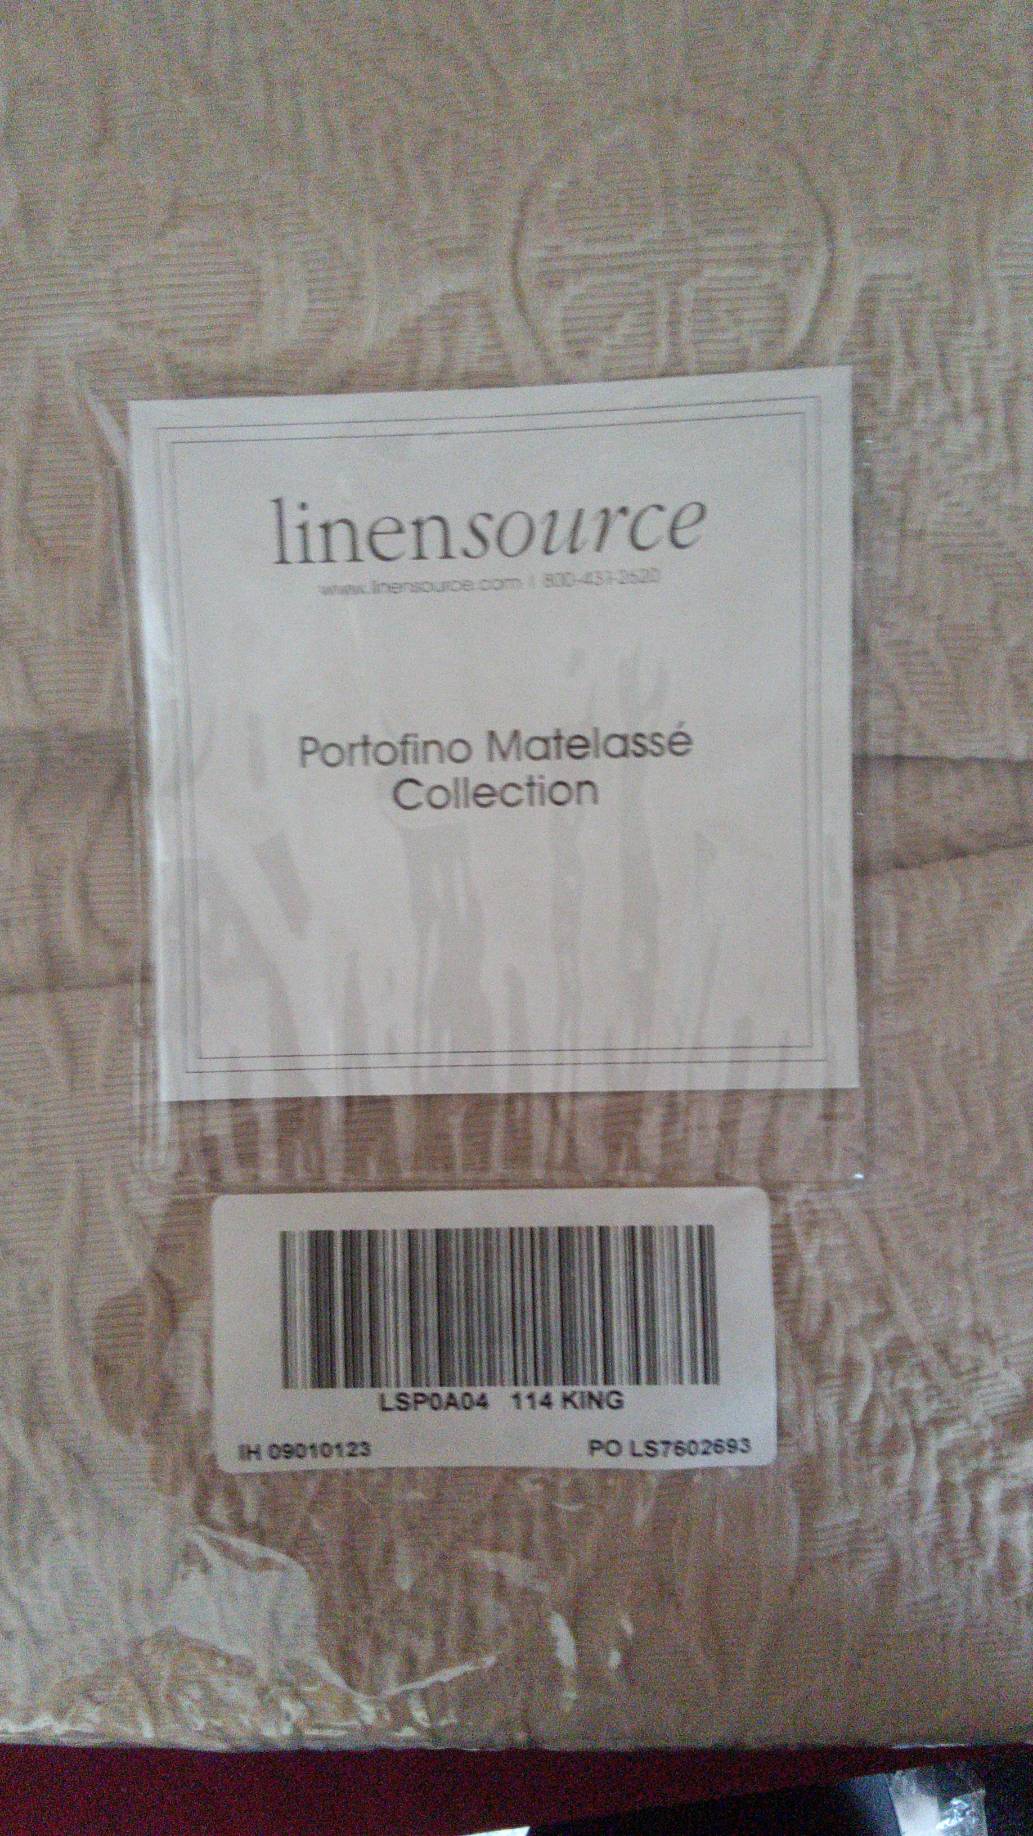 linensource
www.linensource.com | 800-431-2620
Portofino Matelassé
Collection
LSP0A04 114 KING
IH 09010123 PO LS7602693